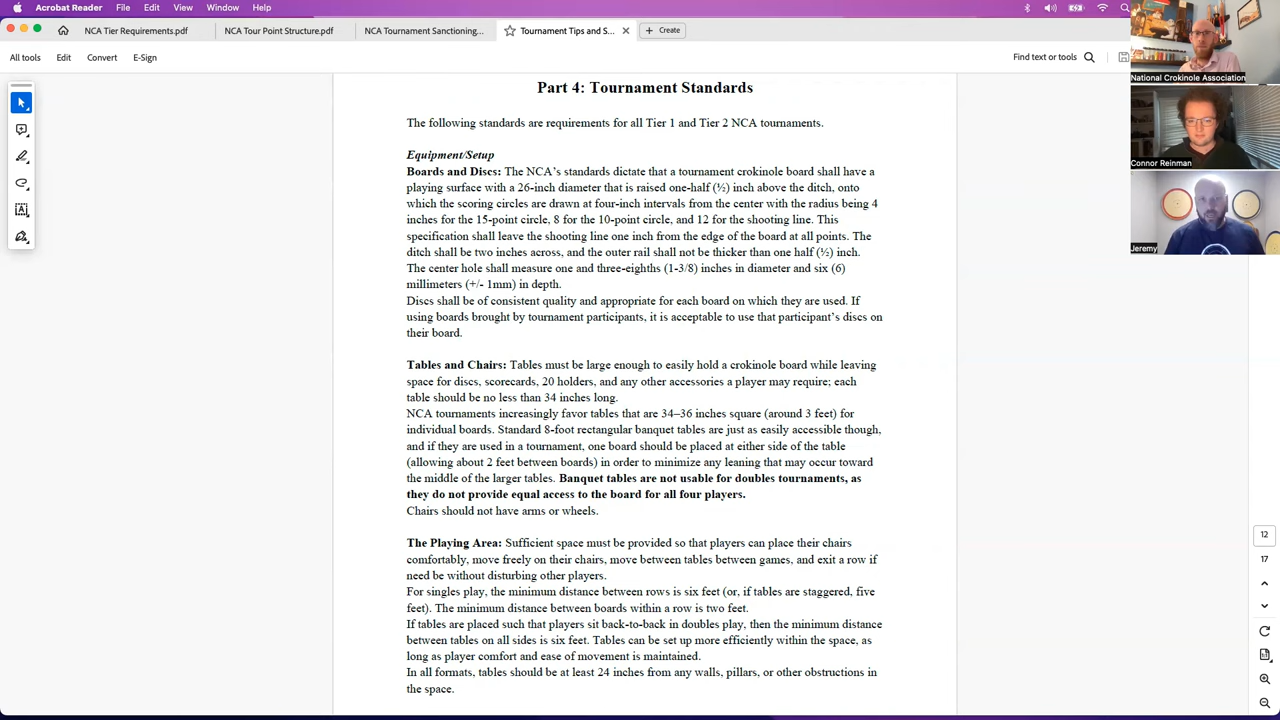 Acrobat Reader File Edit View Window Help
NCA Tier Requirements.pdf NCA Tour Point Structure.pdf NCA Tournament Sanctioning... Tournament Tips and S... Create
All tools Edit Convert E-Sign Find text or tools
Part 4: Tournament Standards
The following standards are requirements for all Tier 1 and Tier 2 NCA tournaments.
Equipment/Setup
Boards and Discs: The NCA's standards dictate that a tournament crokinole board shall have a
playing surface with a 26-inch diameter that is raised one-half (½) inch above the ditch, onto
which the scoring circles are drawn at four-inch intervals from the center with the radius being 4
inches for the 15-point circle, 8 for the 10-point circle, and 12 for the shooting line. This
specification shall leave the shooting line one inch from the edge of the board at all points. The
ditch shall be two inches across, and the outer rail shall not be thicker than one half (½) inch.
The center hole shall measure one and three-eighths (1-3/8) inches in diameter and six (6)
millimeters (+/- 1mm) in depth.
Discs shall be of consistent quality and appropriate for each board on which they are used. If
using boards brought by tournament participants, it is acceptable to use that participant's discs on
their board.
Tables and Chairs: Tables must be large enough to easily hold a crokinole board while leaving
space for discs, scorecards, 20 holders, and any other accessories a player may require; each
table should be no less than 34 inches long.
NCA tournaments increasingly favor tables that are 34–36 inches square (around 3 feet) for
individual boards. Standard 8-foot rectangular banquet tables are just as easily accessible though,
and if they are used in a tournament, one board should be placed at either side of the table
(allowing about 2 feet between boards) in order to minimize any leaning that may occur toward
the middle of the larger tables. Banquet tables are not usable for doubles tournaments, as
they do not provide equal access to the board for all four players.
Chairs should not have arms or wheels.
The Playing Area: Sufficient space must be provided so that players can place their chairs
comfortably, move freely on their chairs, move between tables between games, and exit a row if
need be without disturbing other players.
For singles play, the minimum distance between rows is six feet (or, if tables are staggered, five
feet). The minimum distance between boards within a row is two feet.
If tables are placed such that players sit back-to-back in doubles play, then the minimum distance
between tables on all sides is six feet. Tables can be set up more efficiently within the space, as
long as player comfort and ease of movement is maintained.
In all formats, tables should be at least 24 inches from any walls, pillars, or other obstructions in
the space.
National Crokinole Association
Connor Reinman
Jeremy
12
17